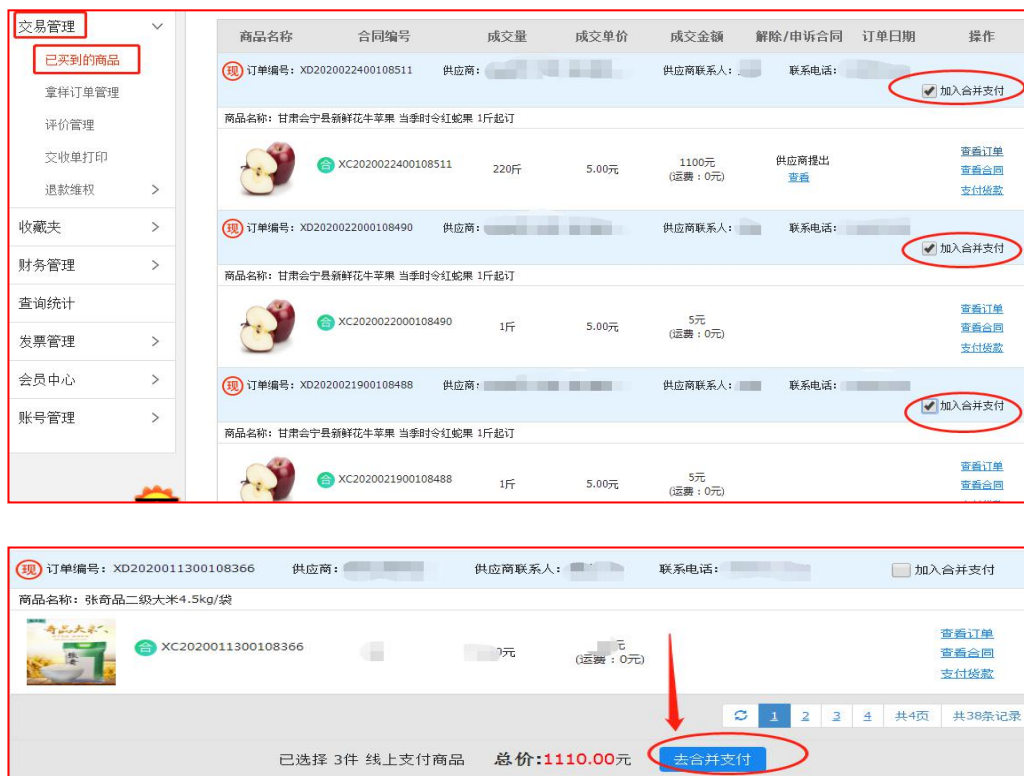 交易管理
已买到的商品
拿样订单管理
评价管理
交收单打印
退款维权
收藏夹
财务管理
查询统计
发票管理
会员中心
账号管理
商品名称 合同编号 成交量 成交单价 成交金额 解除/申诉合同 订单日期 操作
现 订单编号：XD2020022400108511 供应商： 供应商联系人： 联系电话：
加入合并支付
商品名称：甘肃会宁县新鲜花牛苹果 当季时令红蛇果 1斤起订
合 XC2020022400108511 220斤 5.00元 1100元 供应商提出 查看订单
(运费：0元) 查看 查看合同
支付货款
现 订单编号：XD2020022000108490 供应商： 供应商联系人： 联系电话：
加入合并支付
商品名称：甘肃会宁县新鲜花牛苹果 当季时令红蛇果 1斤起订
合 XC2020022000108490 1斤 5.00元 5元 查看订单
(运费：0元) 查看合同
支付货款
现 订单编号：XD2020021900108488 供应商： 供应商联系人： 联系电话：
加入合并支付
商品名称：甘肃会宁县新鲜花牛苹果 当季时令红蛇果 1斤起订
合 XC2020021900108488 1斤 5.00元 5元 查看订单
(运费：0元) 查看合同
现 订单编号：XD2020011300108366 供应商： 供应商联系人： 联系电话： 加入合并支付
商品名称：张奇品二级大米4.5kg/袋
合 XC2020011300108366 元 元 查看订单
(运费：0元) 查看合同
支付货款
1 2 3 4 共4页 共38条记录
已选择 3件 线上支付商品 总价:1110.00元 去合并支付